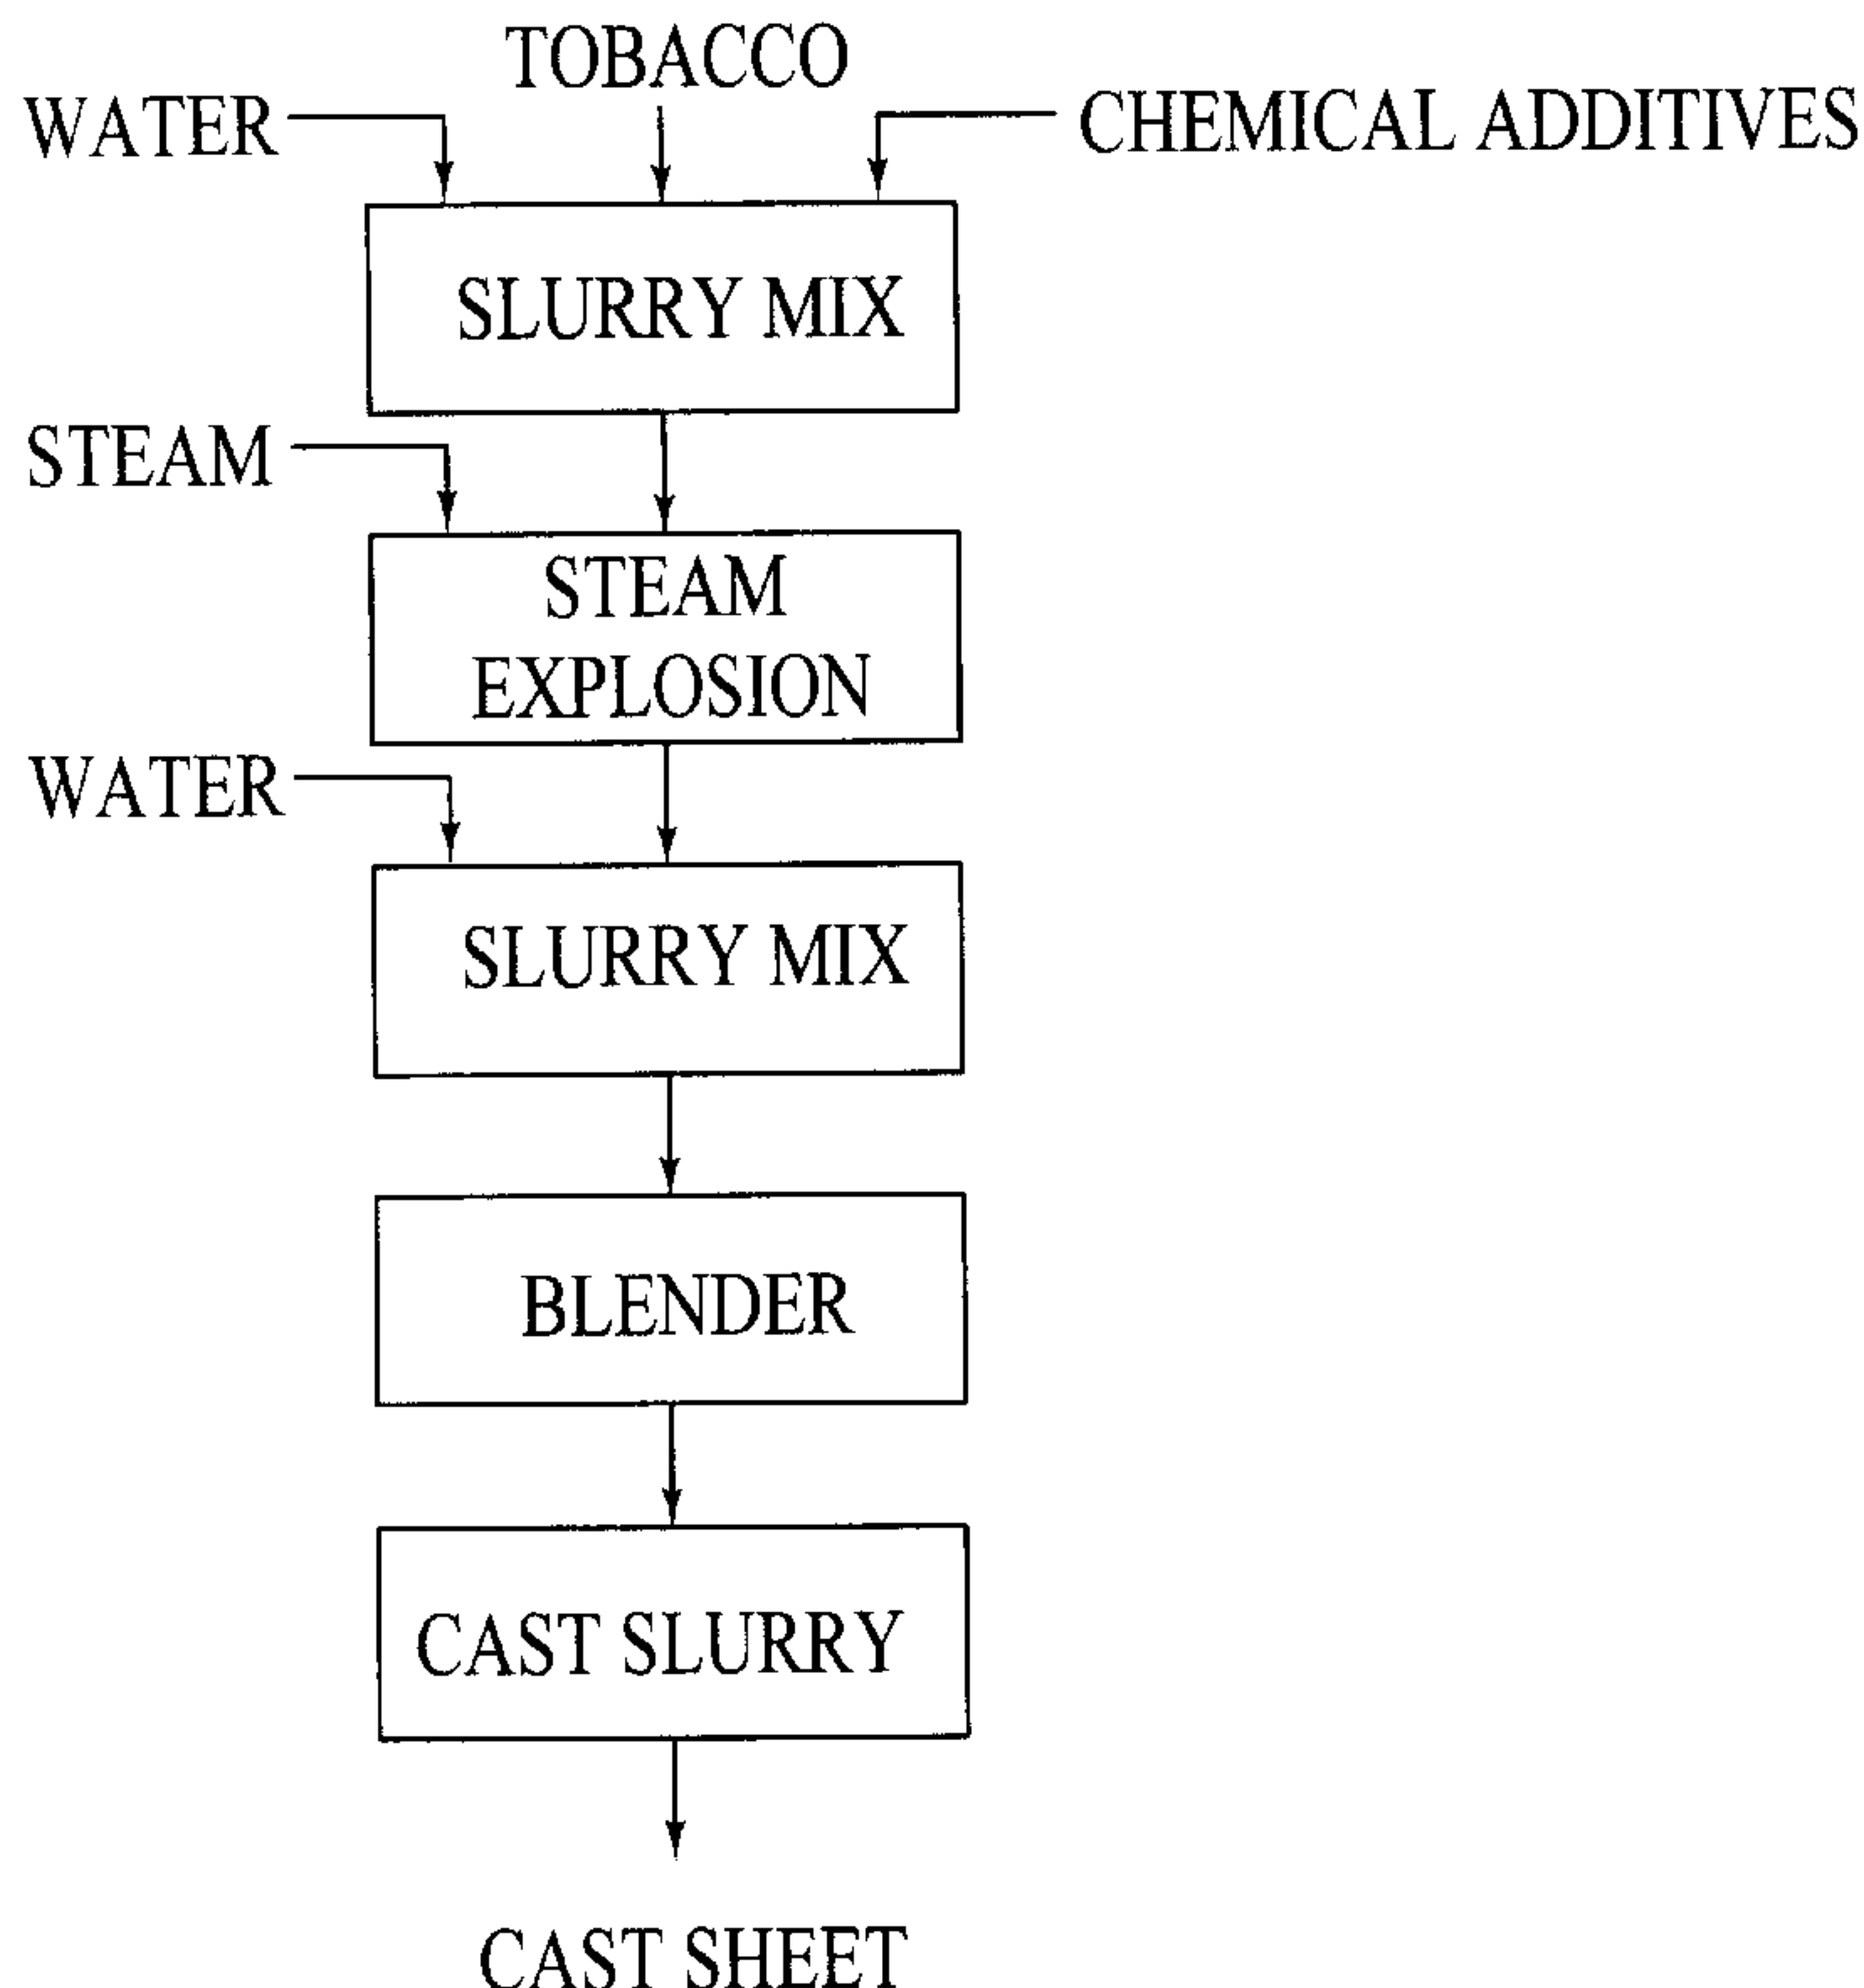 TOBACCO
WATER
CHEMICAL ADDITIVES
SLURRY MIX
STEAM
STEAM
EXPLOSION
WATER
SLURRY MIX
BLENDER
CAST SLURRY
CAST SHEET